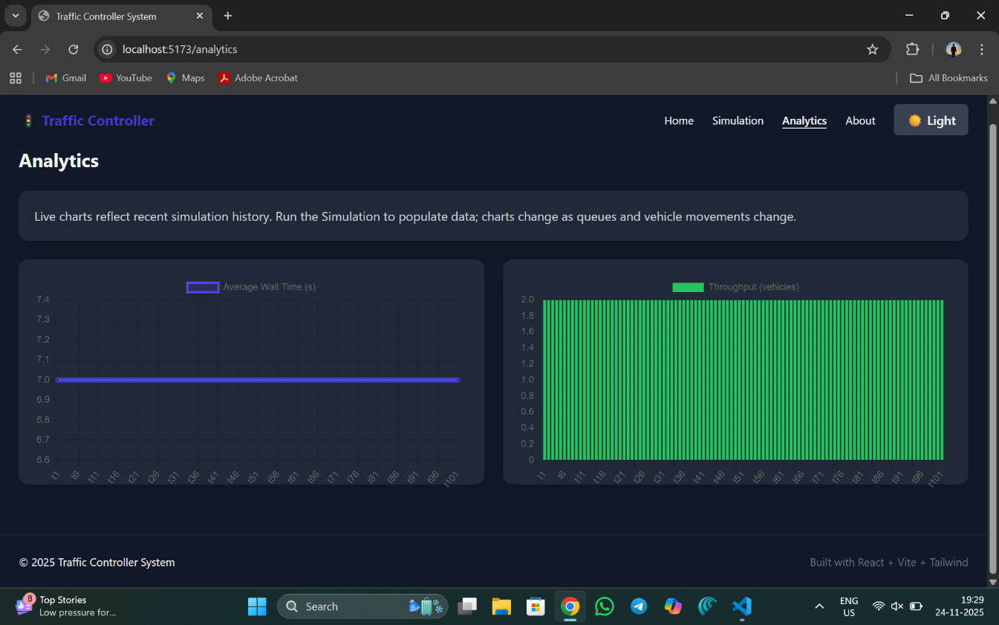 Traffic Controller System
localhost:5173/analytics
Gmail
YouTube
Maps
Adobe Acrobat
All Bookmarks
Traffic Controller
Home
Simulation
Analytics
About
Light
Analytics
Live charts reflect recent simulation history. Run the Simulation to populate data; charts change as queues and vehicle movements change.
Average Wait Time (s)
7.4
7.3
7.2
7.1
7.0
6.9
6.8
6.7
6.6
t1 t6 t11 t16 t21 t26 t31 t36 t41 t46 t51 t56 t61 t66 t71 t76 t81 t86 t91 t96 t101
Throughput (vehicles)
2.0
1.8
1.6
1.4
1.2
1.0
0.8
0.6
0.4
0.2
0
t1 t6 t11 t16 t21 t26 t31 t36 t41 t46 t51 t56 t61 t66 t71 t76 t81 t86 t91 t96 t101
© 2025 Traffic Controller System
Built with React + Vite + Tailwind
8
Top Stories
Low pressure for...
Search
ENG
US
19:29
24-11-2025